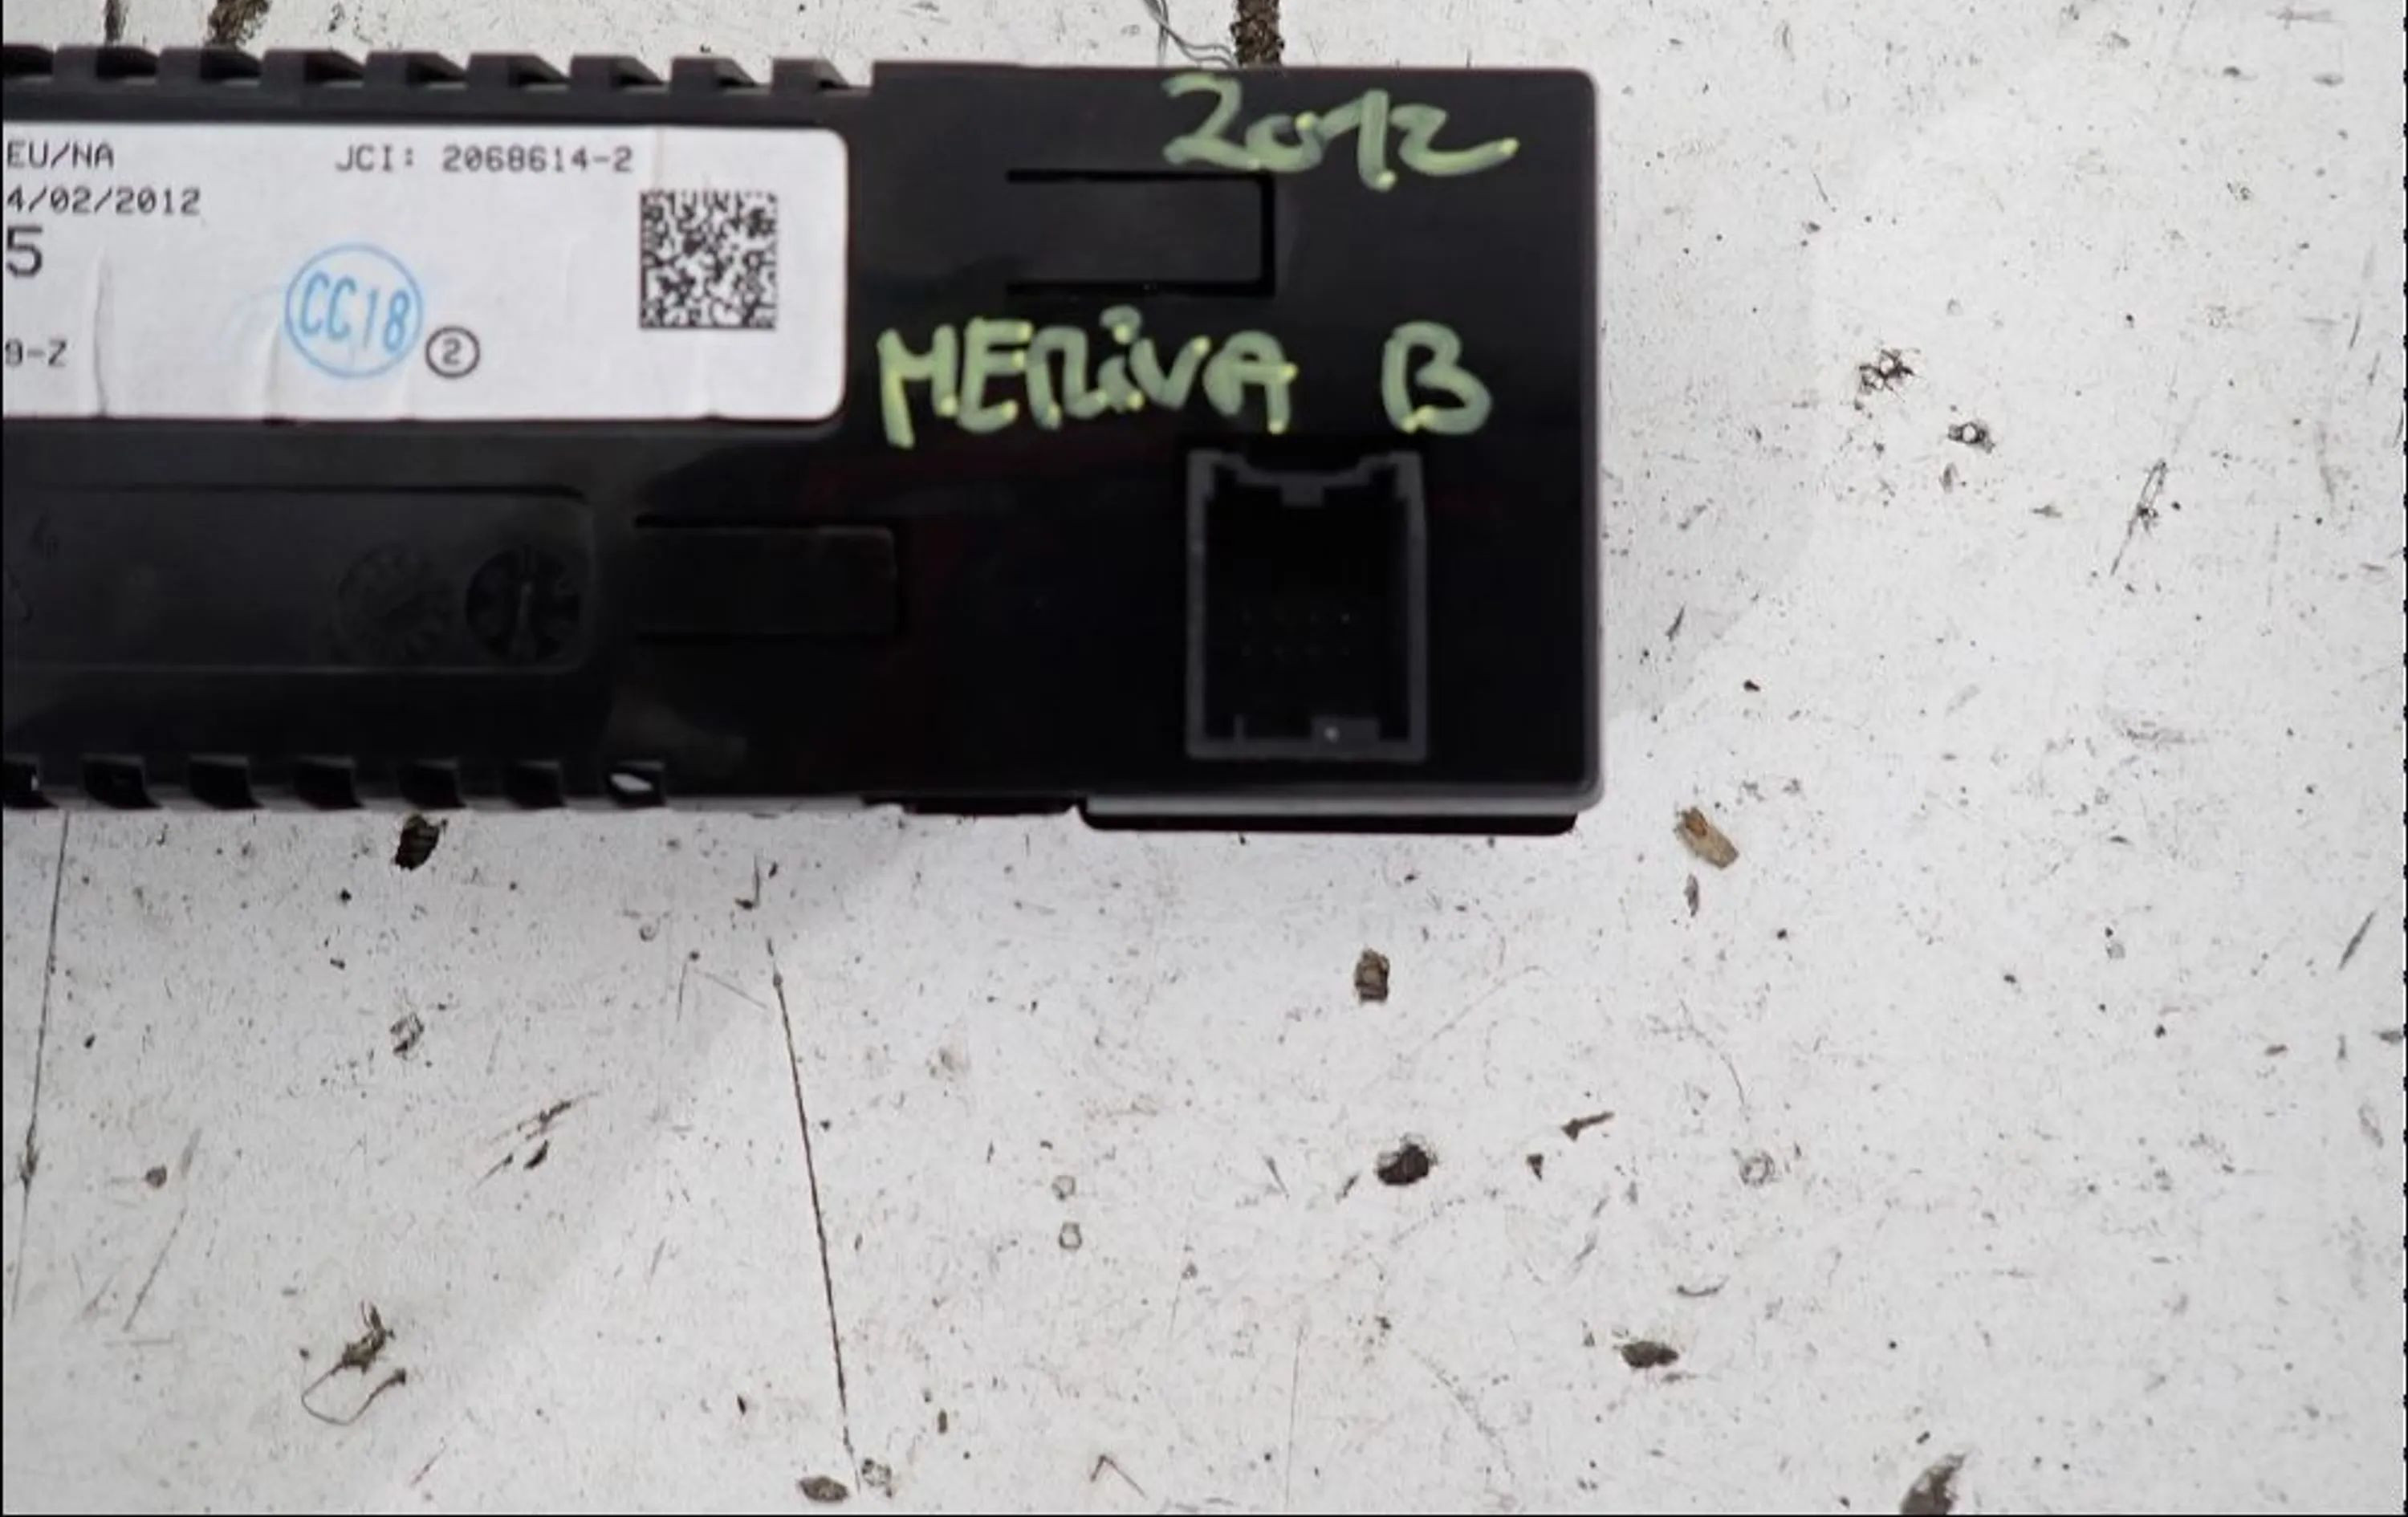 2012
EU/NA JCI: 2068614-2
4/02/2012
5
CC18
2
9-Z
MERiVA B